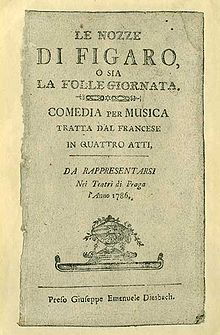 LE NOZZE
DI FIGARO,
O SIA
LA FOLLE GIORNATA.
COMEDIA PER MUSICA
TRATTA DAL FRANCESE
IN QUATTRO ATTI,
DA RAPPRESENTARSI
Nei Teatri di Praga
l'Anno 1786.
Preso Giuseppe Emanuele Diesbach.